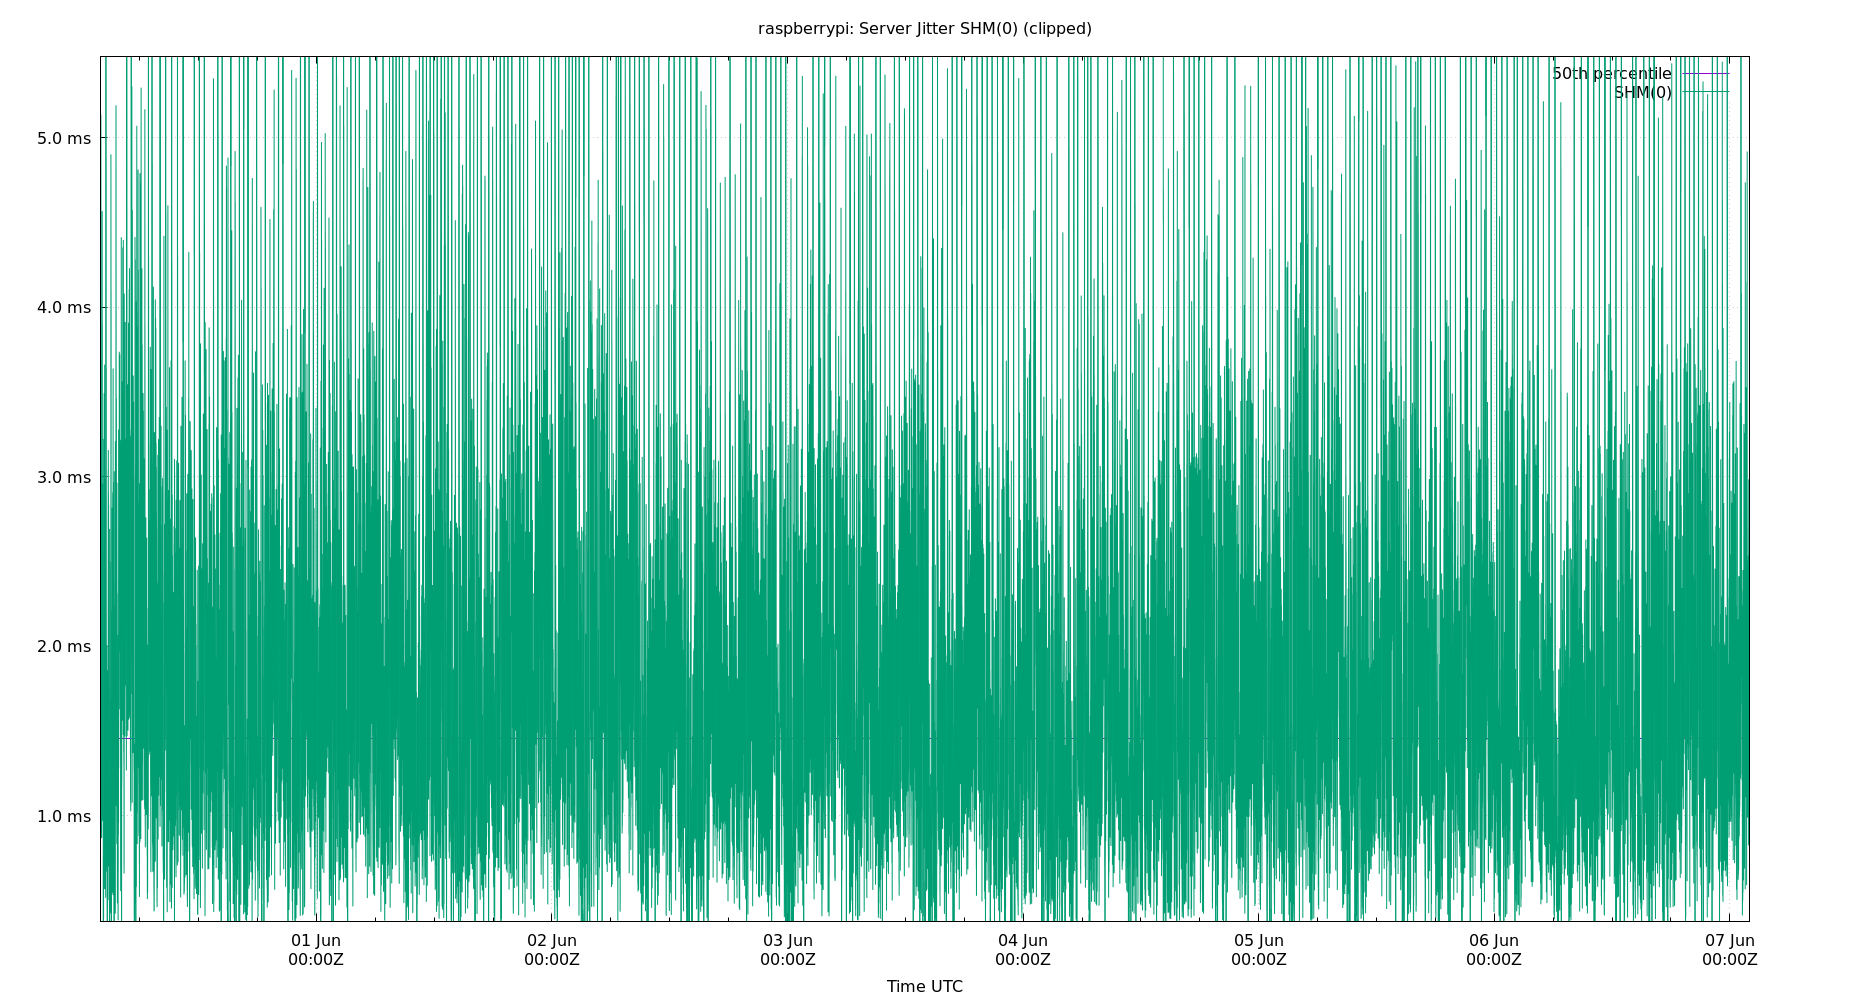 raspberrypi: Server Jitter SHM(0) (clipped)
50th percentile
SHM(0)
5.0 ms
4.0 ms
3.0 ms
2.0 ms
1.0 ms
01 Jun 02 Jun 03 Jun 04 Jun 05 Jun 06 Jun 07 Jun
00:00Z 00:00Z 00:00Z 00:00Z 00:00Z 00:00Z 00:00Z
Time UTC